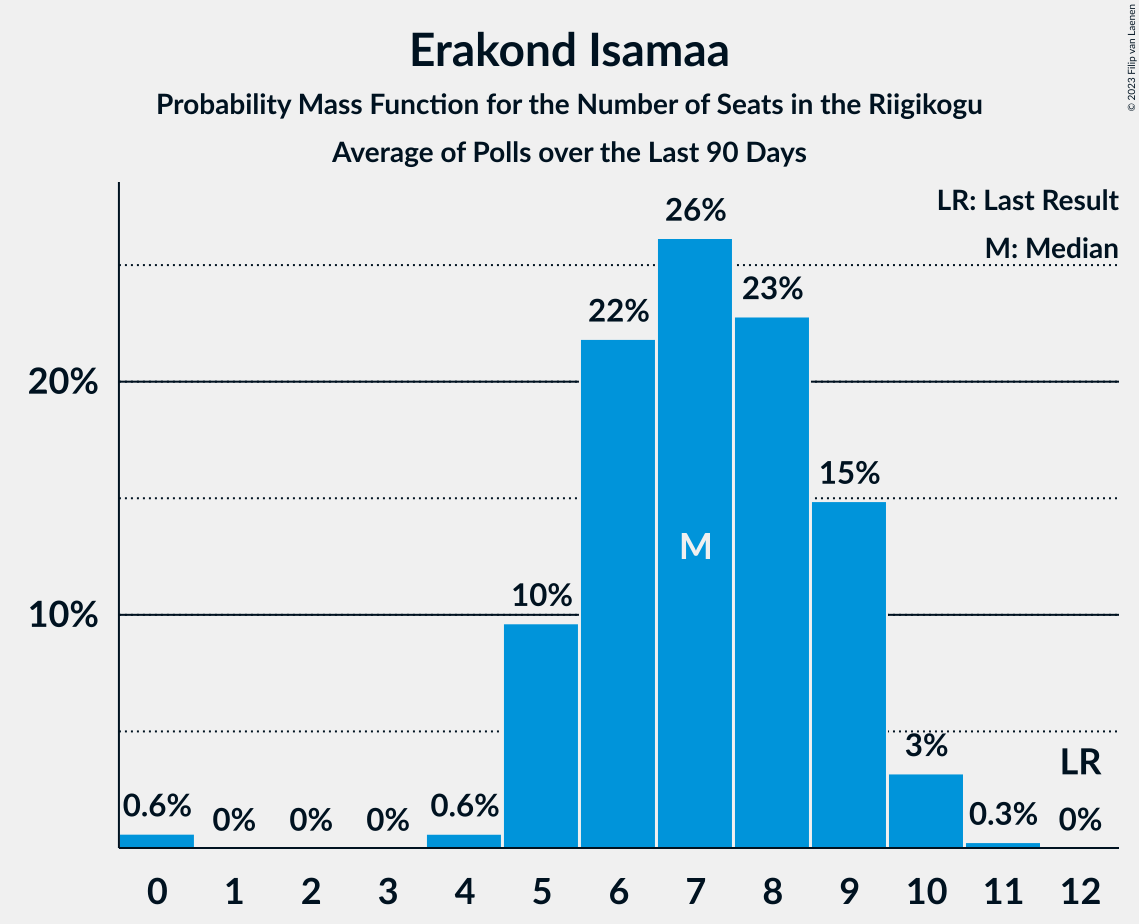 Erakond Isamaa
Probability Mass Function for the Number of Seats in the Riigikogu
Average of Polls over the Last 90 Days
© 2023 Filip van Laenen
LR: Last Result
M: Median
26%
23%
22%
20%
15%
M
10%
10%
3%
LR
0.6%
0%
0%
0%
0.6%
0.3%
0%
0 1 2 3 4 5 6 7 8 9 10 11 12